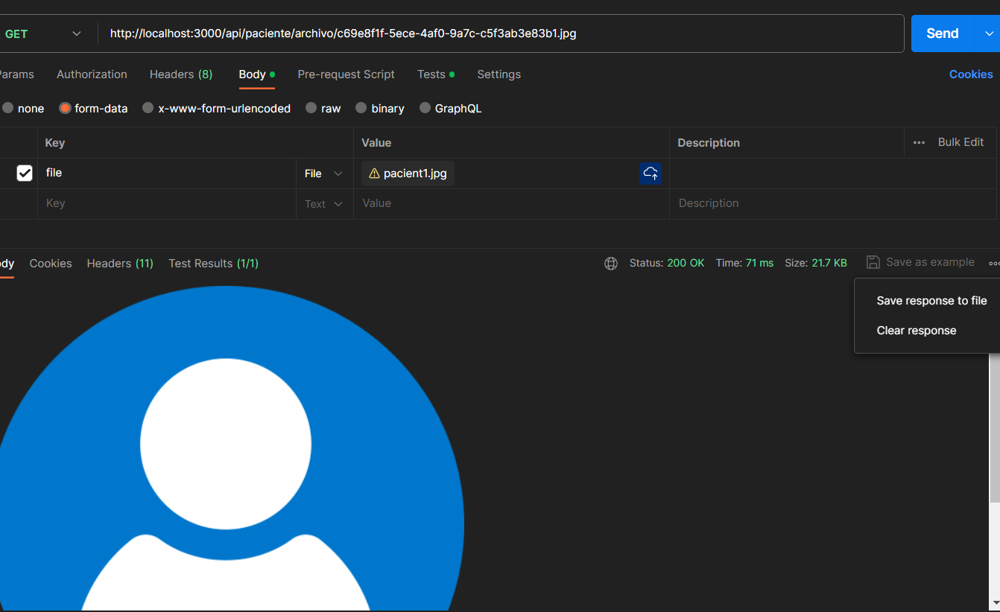 GET http://localhost:3000/api/paciente/archivo/c69e8f1f-5ece-4af0-9a7c-c5f3ab3e83b1.jpg Send
Params Authorization Headers (8) Body Pre-request Script Tests Settings Cookies
none form-data x-www-form-urlencoded raw binary GraphQL
Key Value Description Bulk Edit
file File pacient1.jpg
Key Text Value Description
Body Cookies Headers (11) Test Results (1/1) Status: 200 OK Time: 71 ms Size: 21.7 KB Save as example
Save response to file
Clear response